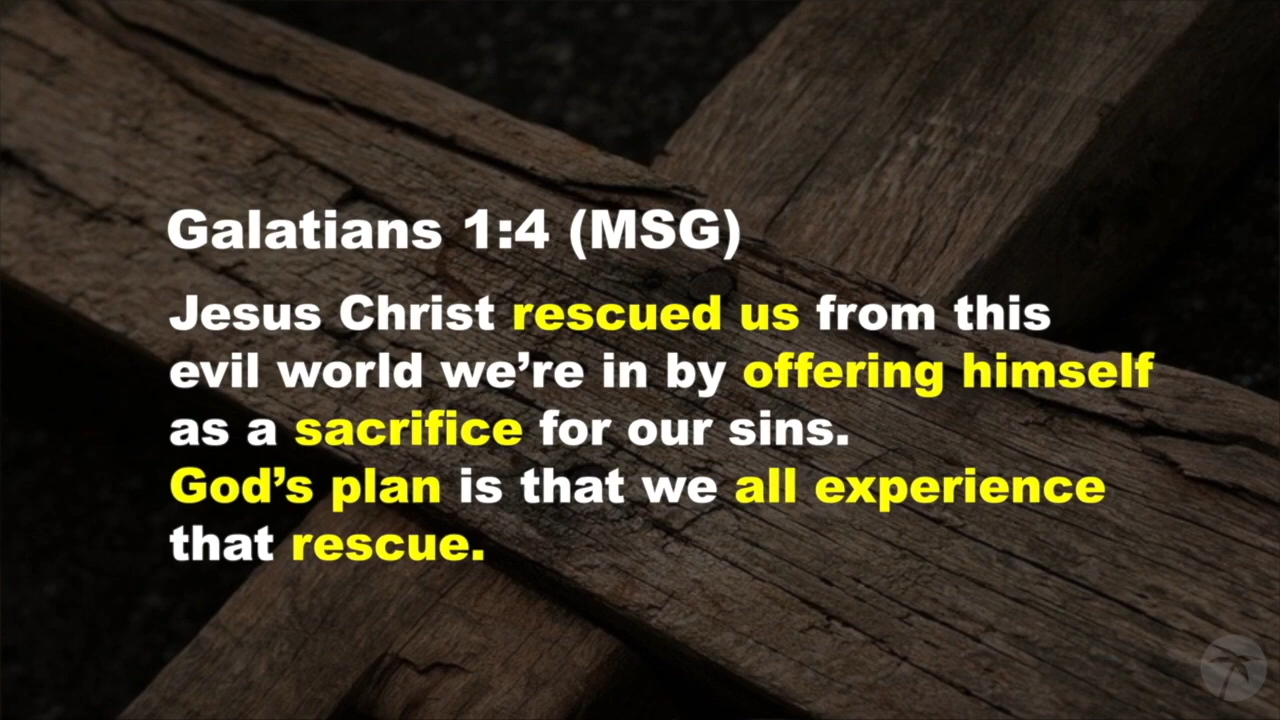 Galatians 1:4 (MSG)
Jesus Christ rescued us from this
evil world we’re in by offering himself
as a sacrifice for our sins.
God’s plan is that we all experience
that rescue.